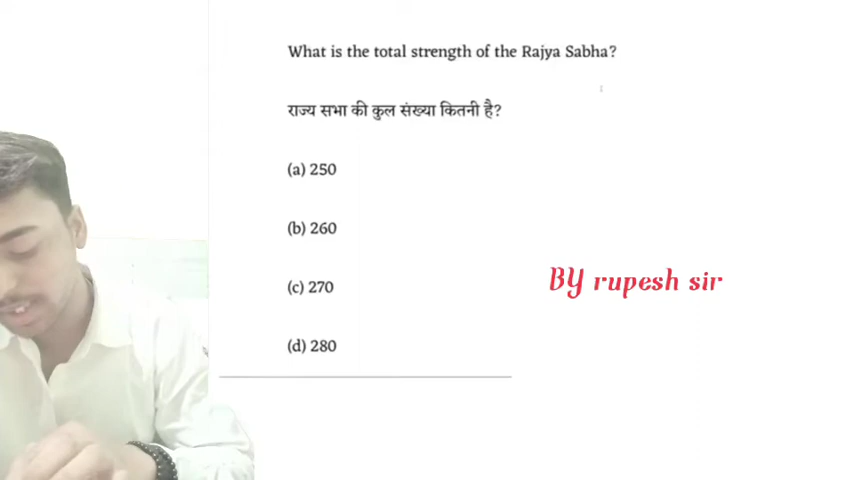 What is the total strength of the Rajya Sabha?
राज्य सभा की कुल संख्या कितनी है?
(a) 250
(b) 260
(c) 270
(d) 280
BY rupesh sir